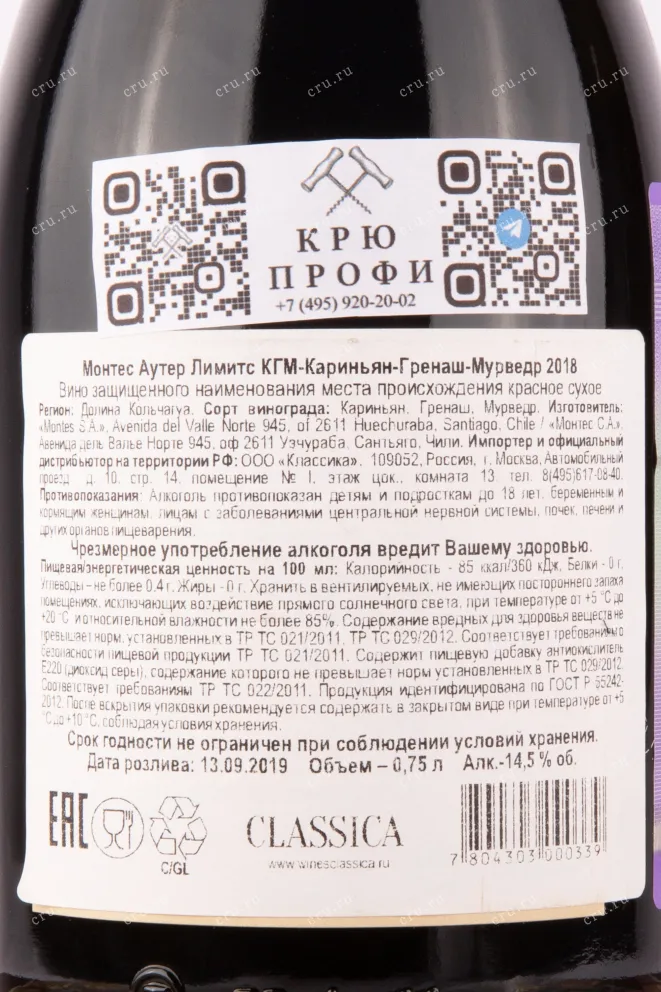 cru.ru cru.ru cru.ru cru.ru
КРЮ
ПРОФИ
+7 (495) 920-20-02
Монтес Аутер Лимитс КГМ-Кариньян-Гренаш-Мурведр 2018
Вино защищенного наименования места происхождения красное сухое
Регион: Долина Кольчагуа. Сорт винограда: Кариньян, Гренаш, Мурведр. Изготовитель:
«Montes S.A.», Avenida del Valle Norte 945, of 2611 Huechuraba, Santiago, Chile / «Монтес С.А.»,
Авенида дель Валье Норте 945, оф 2611 Уэчураба, Сантьяго, Чили. Импортер и официальный
дистрибьютор на территории РФ: ООО «Классика», 109052, Россия, г. Москва, Автомобильный
проезд, д. 10, стр. 14, помещение № I, этаж цок., комната 13, тел. 8(495)617-08-40.
Противопоказания: Алкоголь противопоказан детям и подросткам до 18 лет, беременным и
кормящим женщинам, лицам с заболеваниями центральной нервной системы, почек, печени и
других органов пищеварения.
Чрезмерное употребление алкоголя вредит Вашему здоровью.
Пищевая/энергетическая ценность на 100 мл: Калорийность - 85 ккал/360 кДж, Белки - 0 г.
Углеводы – не более 0,4 г. Жиры - 0 г. Хранить в вентилируемых, не имеющих постороннего запаха
помещениях, исключающих воздействие прямого солнечного света, при температуре от +5 °C до
+20 °C и относительной влажности не более 85%. Содержание вредных для здоровья веществ не
превышает норм, установленных в ТР ТС 021/2011, ТР ТС 029/2012. Соответствует требованиям о
безопасности пищевой продукции ТР ТС 021/2011. Содержит пищевую добавку антиокислитель
E220 (диоксид серы), содержание которого не превышает норм установленных в ТР ТС 029/2012.
Соответствует требованиям ТР ТС 022/2011. Продукция идентифицирована по ГОСТ Р 55242-
2012. После вскрытия упаковки рекомендуется содержать в закрытом виде при температуре от +5
°C до +10 °C, соблюдая условия хранения.
Срок годности не ограничен при соблюдении условий хранения.
Дата розлива: 13.09.2019 Объем – 0,75 л Алк.-14,5 % об.
EAC
C/GL
CLASSICA
www.winesclassica.ru
7 804303 000339